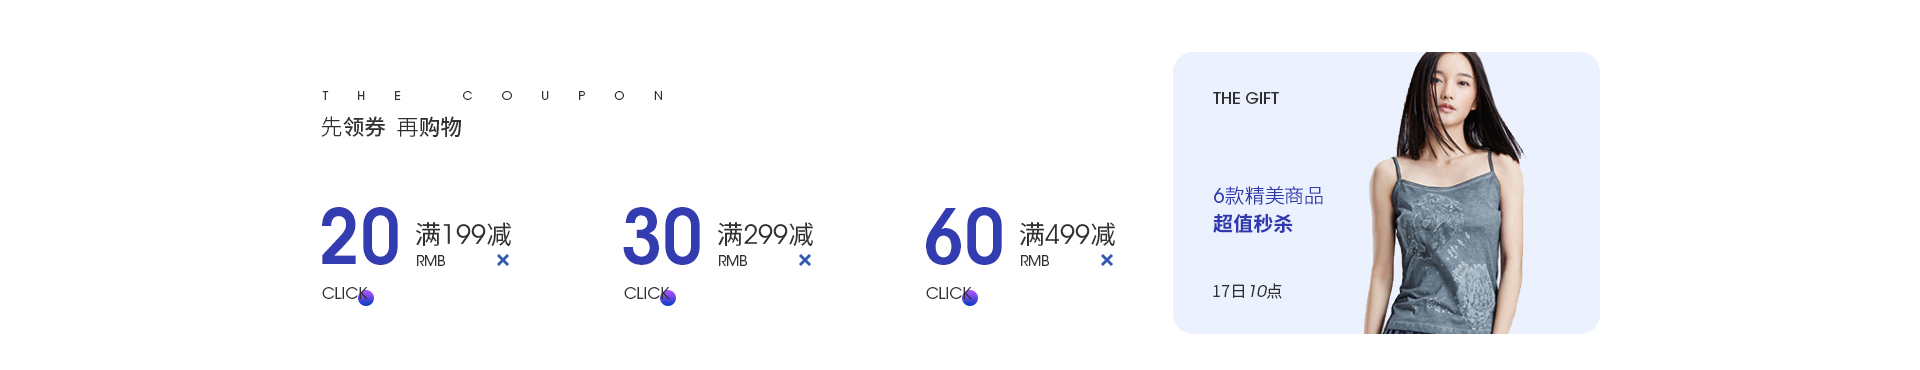 THE COUPON
先领券 再购物
20 满199减
RMB
CLICK
30 满299减
RMB
CLICK
60 满499减
RMB
CLICK
THE GIFT
6款精美商品
超值秒杀
17日10点